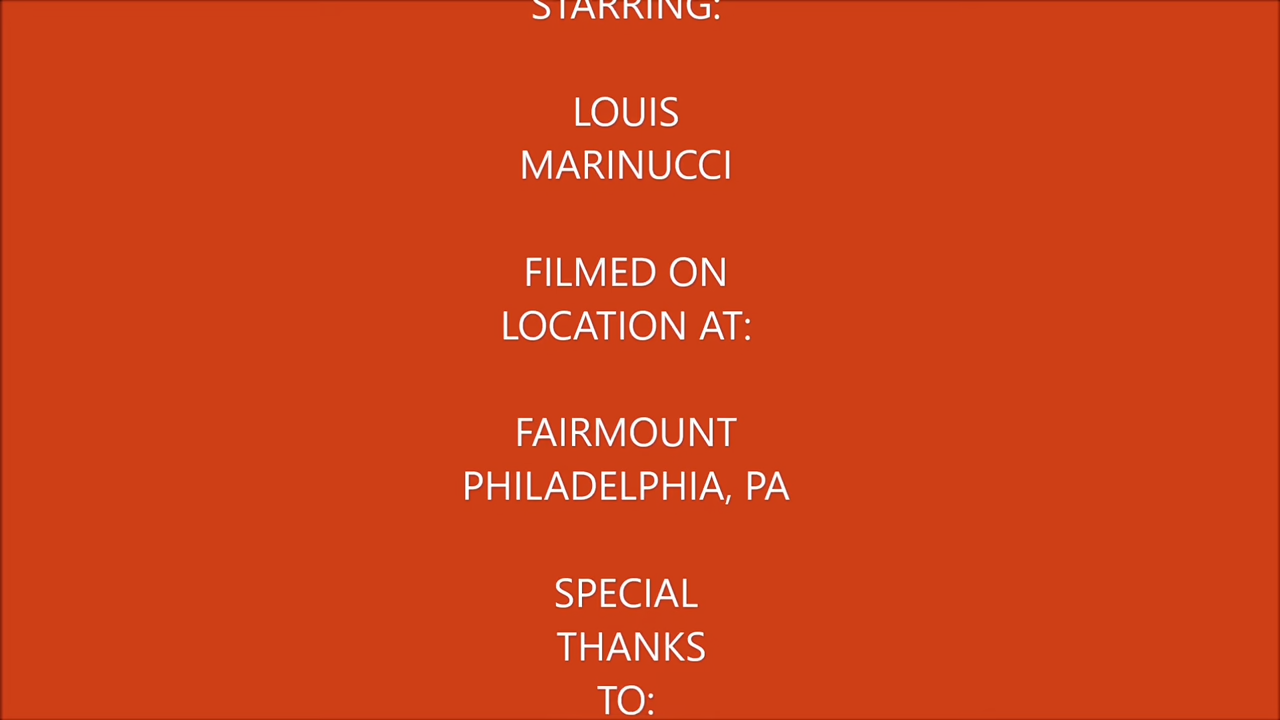 STARRING:
LOUIS
MARINUCCI
FILMED ON
LOCATION AT:
FAIRMOUNT
PHILADELPHIA, PA
SPECIAL
THANKS
TO: